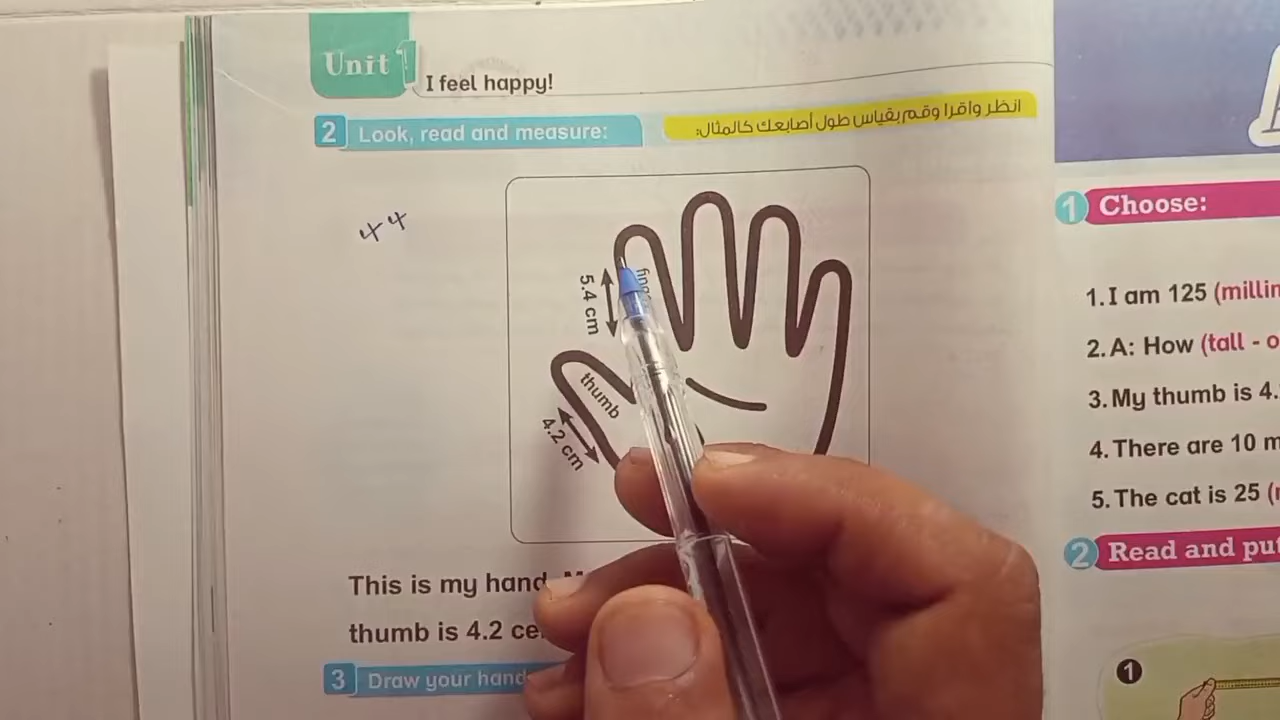 Unit 1
I feel happy!
2 Look, read and measure:
انظر واقرا وقم بقياس طول أصابعك كالمثال:
44
5.4 cm
thumb
4.2 cm
This is my hand.
thumb is 4.2
3 Draw your hand
1 Choose:
1. I am 125
2. A: How (tall -
3. My thumb is 4.
4. There are 10
5. The cat is 25
2 Read and
1